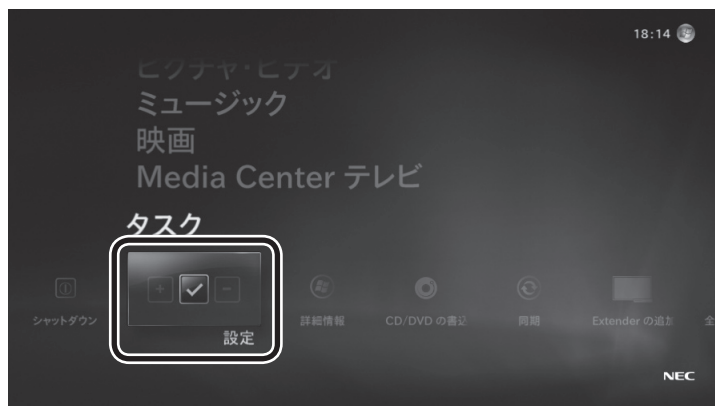 18:14
ピクチャ・ビデオ
ミュージック
映画
Media Center テレビ
タスク
シャットダウン
設定
詳細情報
CD/DVD の書込
同期
Extender の追加
全
NEC